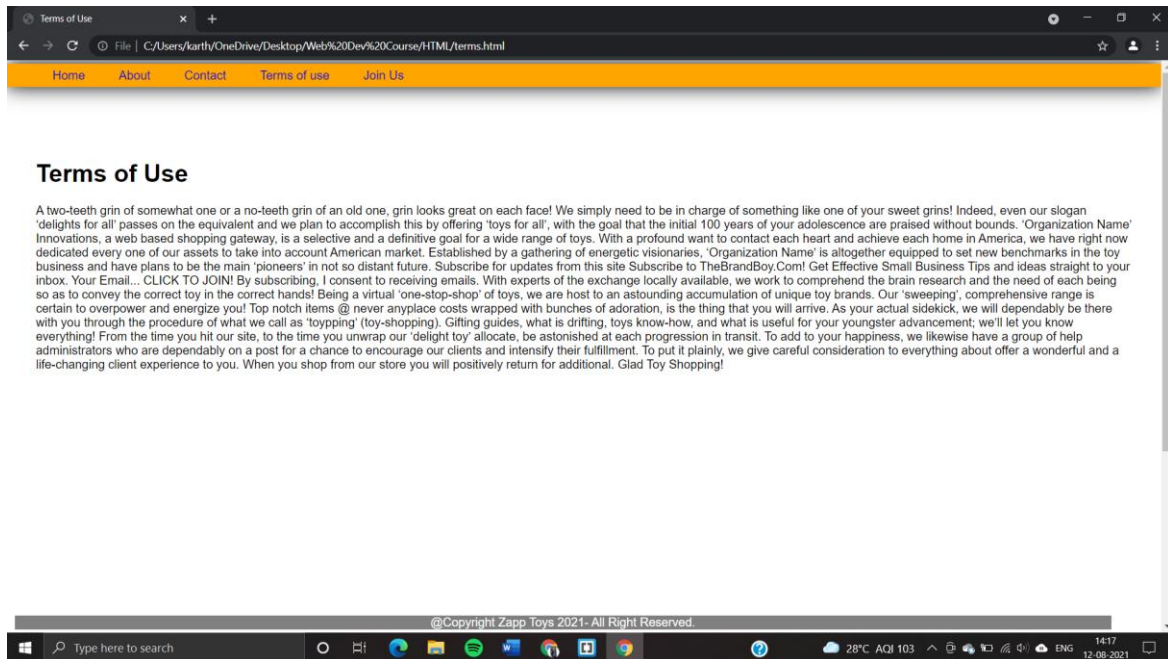 Terms of Use
File | C:/Users/karth/OneDrive/Desktop/Web%20Dev%20Course/HTML/terms.html
Home About Contact Terms of use Join Us
Terms of Use
A two-teeth grin of somewhat one or a no-teeth grin of an old one, grin looks great on each face! We simply need to be in charge of something like one of your sweet grins! Indeed, even our slogan
'delights for all' passes on the equivalent and we plan to accomplish this by offering 'toys for all', with the goal that the initial 100 years of your adolescence are praised without bounds. 'Organization Name'
Innovations, a web based shopping gateway, is a selective and a definitive goal for a wide range of toys. With a profound want to contact each heart and achieve each home in America, we have right now
dedicated every one of our assets to take into account American market. Established by a gathering of energetic visionaries, 'Organization Name' is altogether equipped to set new benchmarks in the toy
business and have plans to be the main 'pioneers' in not so distant future. Subscribe for updates from this site Subscribe to TheBrandBoy.Com! Get Effective Small Business Tips and ideas straight to your
inbox. Your Email... CLICK TO JOIN! By subscribing, I consent to receiving emails. With experts of the exchange locally available, we work to comprehend the brain research and the need of each being
so as to convey the correct toy in the correct hands! Being a virtual 'one-stop-shop' of toys, we are host to an astounding accumulation of unique toy brands. Our 'sweeping', comprehensive range is
certain to overpower and energize you! Top notch items @ never anyplace costs wrapped with bunches of adoration, is the thing that you will arrive. As your actual sidekick, we will dependably be there
with you through the procedure of what we call as 'toypping' (toy-shopping). Gifting guides, what is drifting, toys know-how, and what is useful for your youngster advancement; we'll let you know
everything! From the time you hit our site, to the time you unwrap our 'delight toy' allocate, be astonished at each progression in transit. To add to your happiness, we likewise have a group of help
administrators who are dependably on a post for a chance to encourage our clients and intensify their fulfillment. To put it plainly, we give careful consideration to everything about offer a wonderful and a
life-changing client experience to you. When you shop from our store you will positively return for additional. Glad Toy Shopping!
@Copyright Zapp Toys 2021- All Right Reserved.
Type here to search
28°C AQI 103
ENG
14:17
12-08-2021